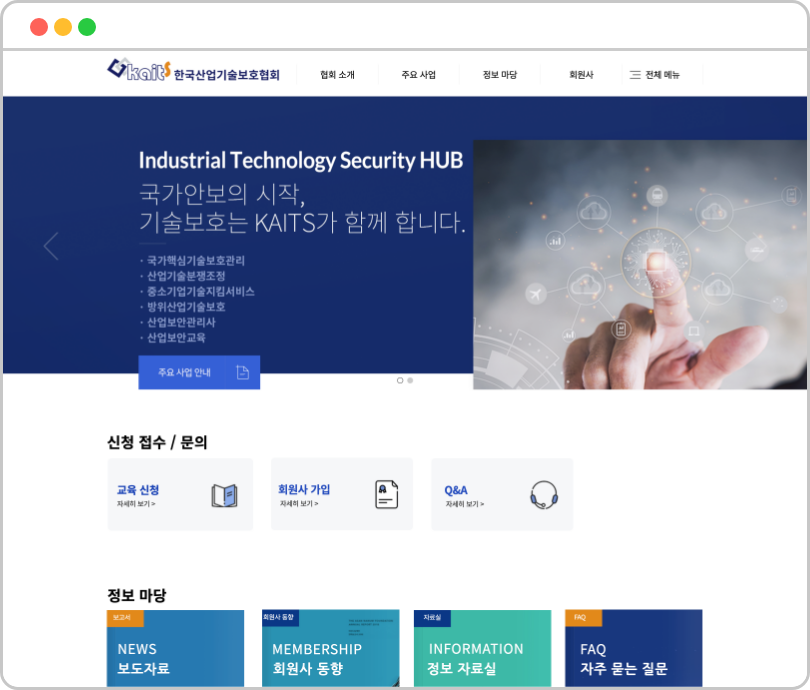 kaits 한국산업기술보호협회
협회 소개
주요 사업
정보 마당
회원사
전체 메뉴
Industrial Technology Security HUB
국가안보의 시작,
기술보호는 KAITS가 함께 합니다.
· 국가핵심기술보호관리
· 산업기술분쟁조정
· 중소기업기술지킴서비스
· 방위산업기술보호
· 산업보안관리사
· 산업보안교육
주요 사업 안내
신청 접수 / 문의
교육 신청
자세히 보기 >
회원사 가입
자세히 보기 >
Q&A
자세히 보기 >
정보 마당
보고서
NEWS
보도자료
회원사 동향
MEMBERSHIP
회원사 동향
자료실
INFORMATION
정보 자료실
FAQ
FAQ
자주 묻는 질문